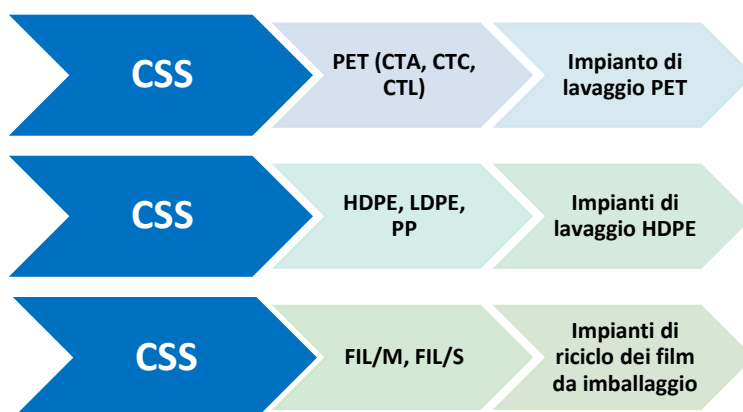 CSS
PET (CTA, CTC,
CTL)
Impianto di
lavaggio PET
CSS
HDPE, LDPE,
PP
Impianti di
lavaggio HDPE
CSS
FIL/M, FIL/S
Impianti di
riciclo dei film
da imballaggio